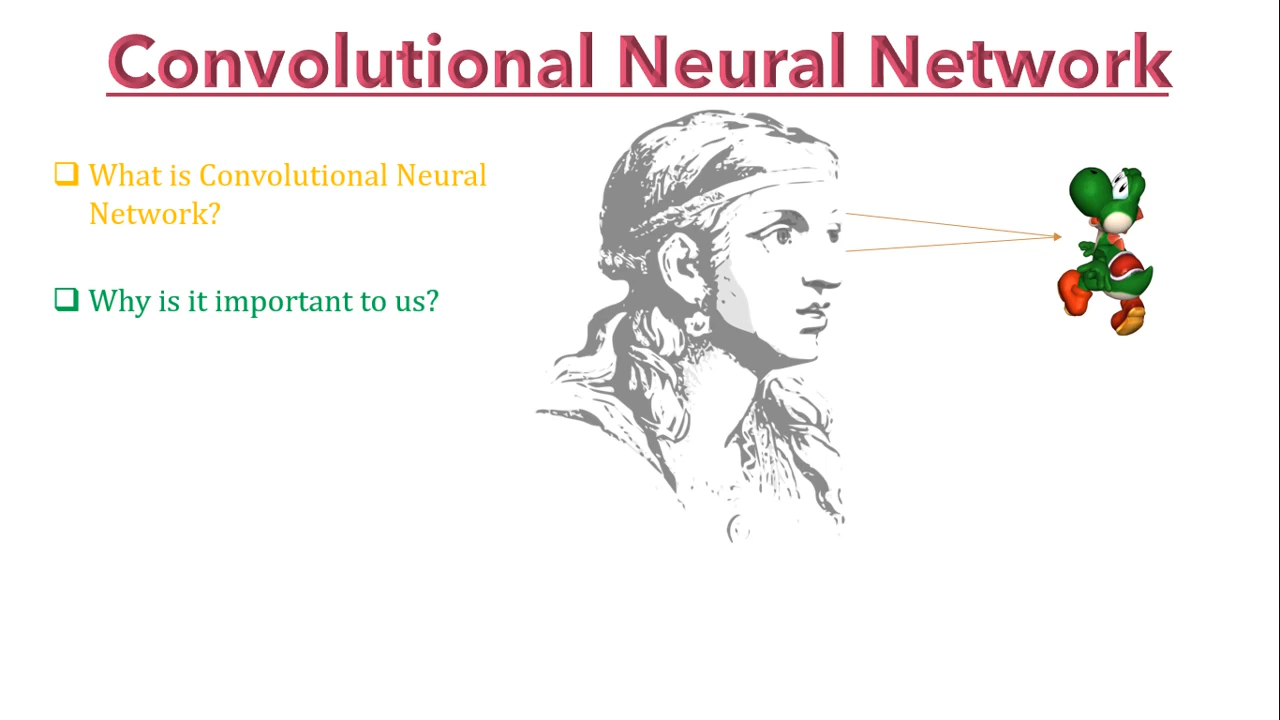 Convolutional Neural Network
What is Convolutional Neural
Network?
Why is it important to us?